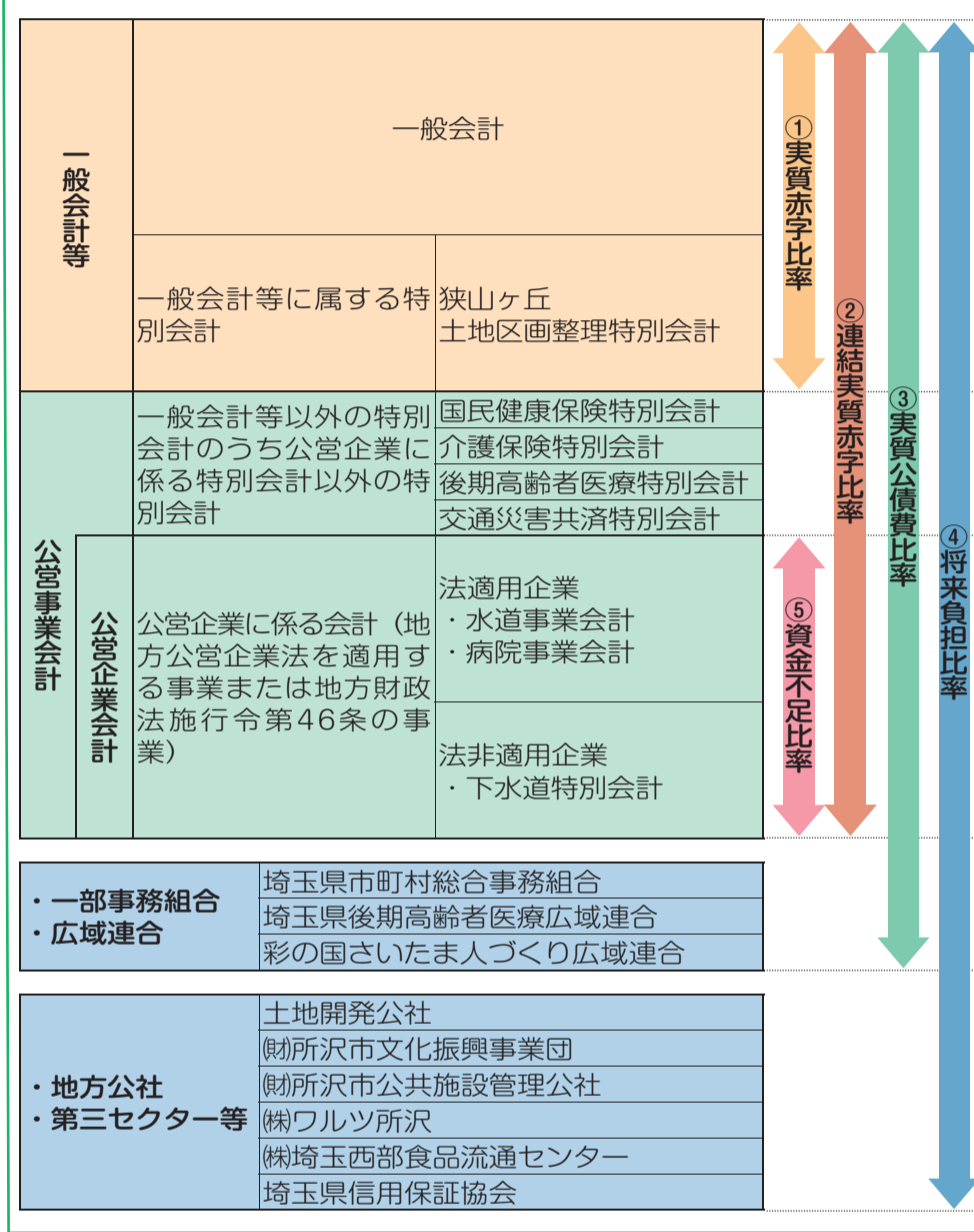 一般会計等
一般会計
一般会計等に属する特
別会計
狭山ヶ丘
土地区画整理特別会計
公営事業会計
一般会計等以外の特別
会計のうち公営企業に
係る特別会計以外の特
別会計
国民健康保険特別会計
介護保険特別会計
後期高齢者医療特別会計
交通災害共済特別会計
公営企業会計
公営企業に係る会計（地
方公営企業法を適用す
る事業または地方財政
法施行令第46条の事
業）
法適用企業
・水道事業会計
・病院事業会計
法非適用企業
・下水道特別会計
・一部事務組合
・広域連合
埼玉県市町村総合事務組合
埼玉県後期高齢者医療広域連合
彩の国さいたま人づくり広域連合
・地方公社
・第三セクター等
土地開発公社
㈶所沢市文化振興事業団
㈶所沢市公共施設管理公社
㈱ワルツ所沢
㈱埼玉西部食品流通センター
埼玉県信用保証協会
①実質赤字比率
②連結実質赤字比率
③実質公債費比率
④将来負担比率
⑤資金不足比率